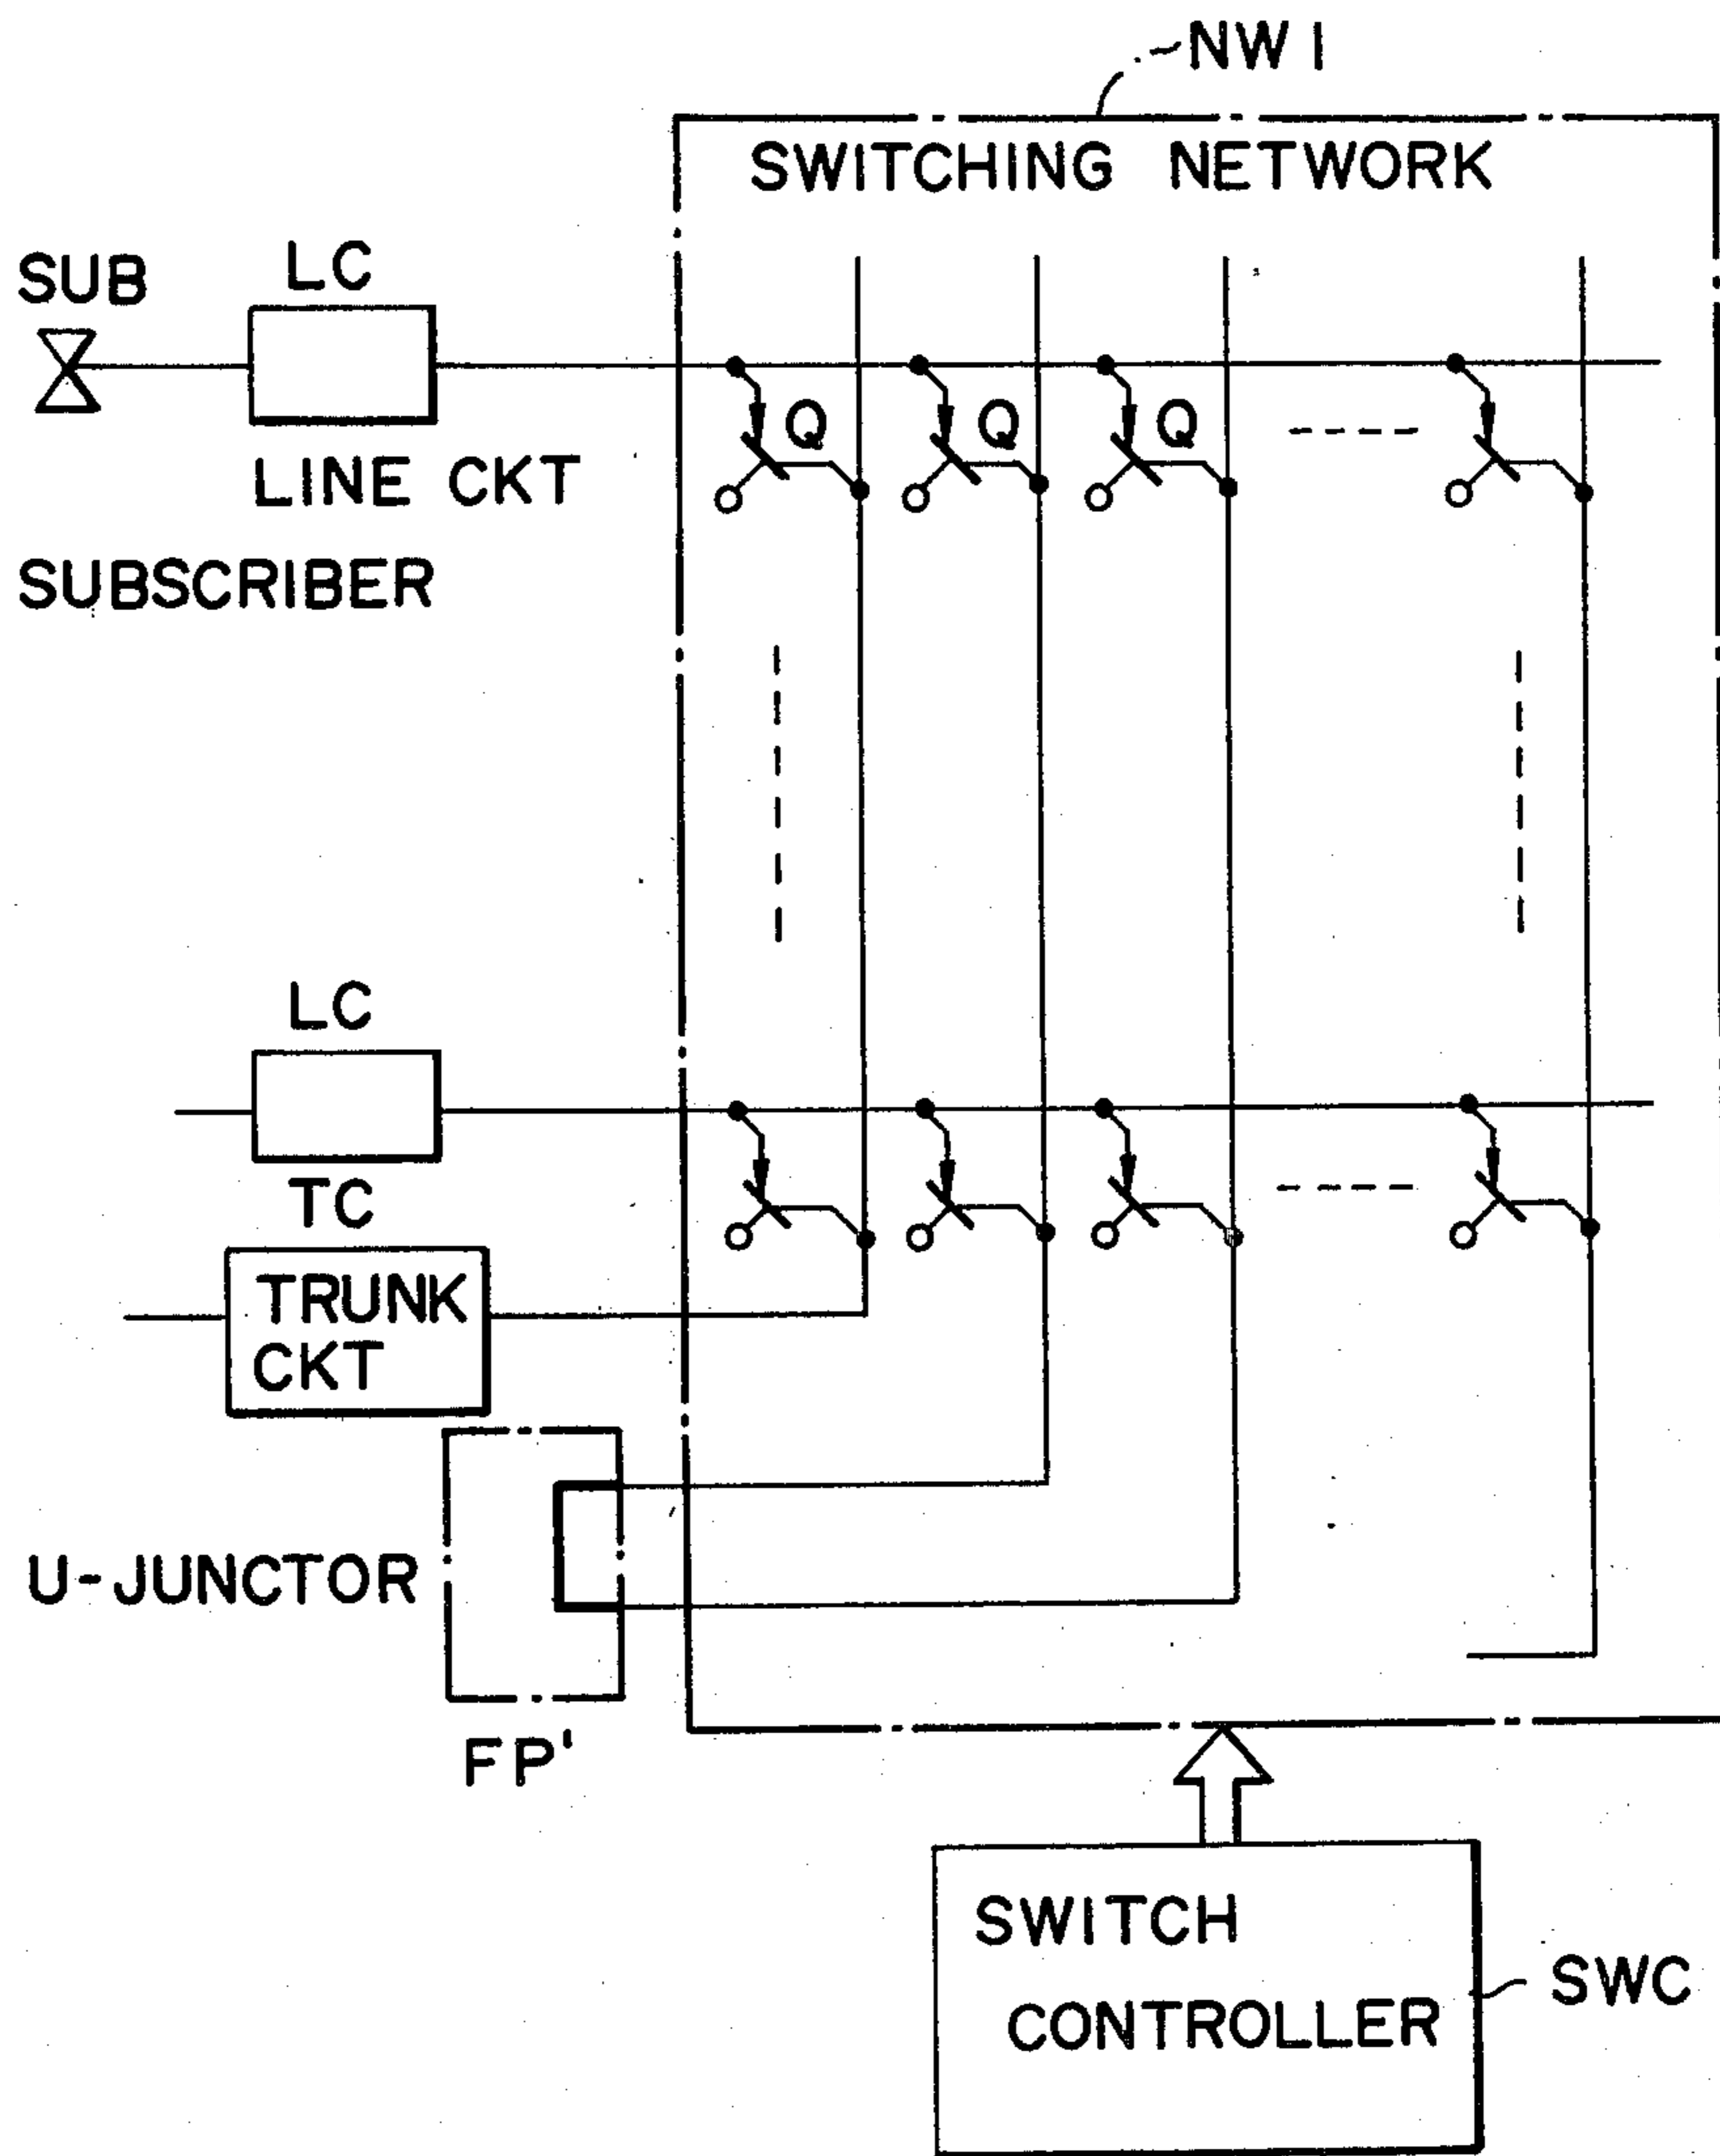 NW1
SWITCHING NETWORK
SUB
LC
Q Q Q
LINE CKT
SUBSCRIBER
LC
TC
TRUNK
CKT
U-JUNCTOR
FP'
SWITCH
CONTROLLER
SWC